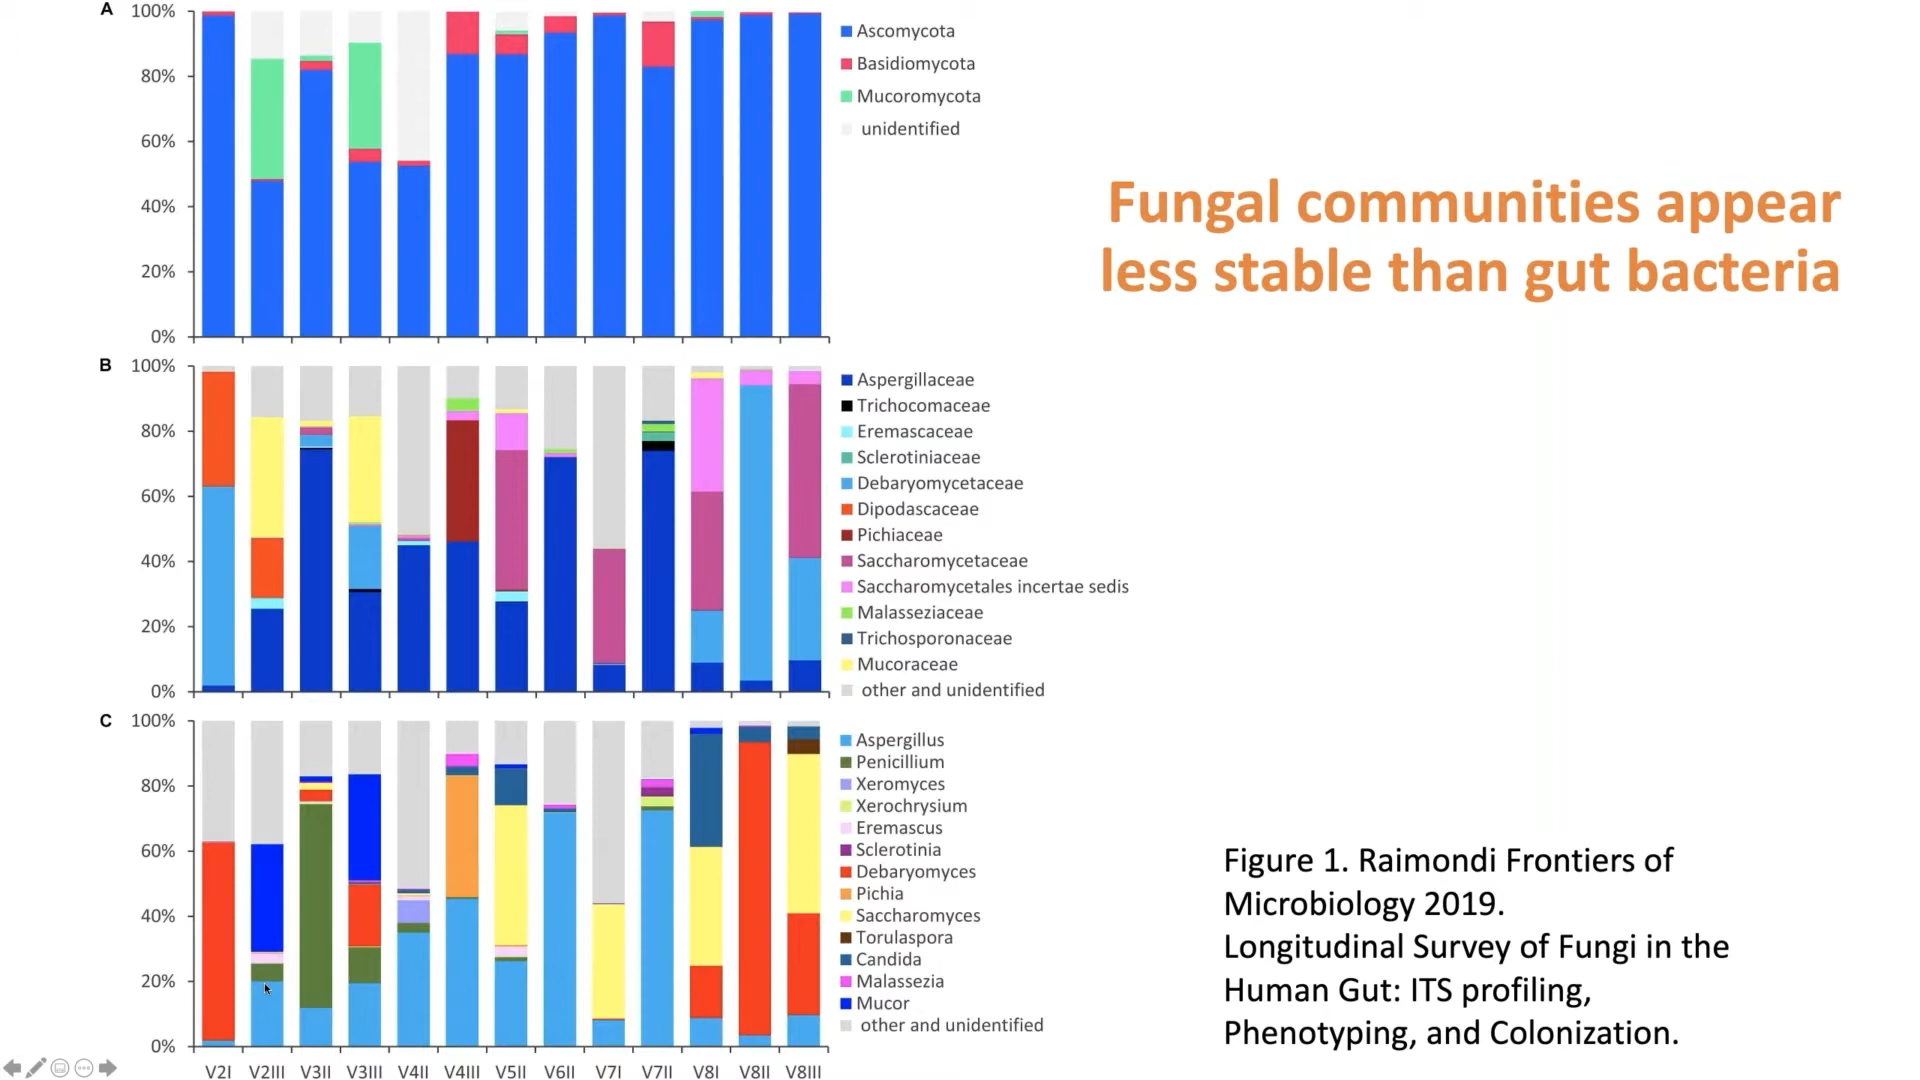 A
100%
80%
60%
40%
20%
0%
Ascomycota
Basidiomycota
Mucoromycota
unidentified
Fungal communities appear
less stable than gut bacteria
B
100%
80%
60%
40%
20%
0%
Aspergillaceae
Trichocomaceae
Eremascaceae
Sclerotiniaceae
Debaryomycetaceae
Dipodascaceae
Pichiaceae
Saccharomycetaceae
Saccharomycetales incertae sedis
Malasseziaceae
Trichosporonaceae
Mucoraceae
other and unidentified
C
100%
80%
60%
40%
20%
0%
Aspergillus
Penicillium
Xeromyces
Xerochrysium
Eremascus
Sclerotinia
Debaryomyces
Pichia
Saccharomyces
Torulaspora
Candida
Malassezia
Mucor
other and unidentified
V2I V2III V3II V3III V4II V4III V5II V6II V7I V7II V8I V8II V8III
Figure 1. Raimondi Frontiers of
Microbiology 2019.
Longitudinal Survey of Fungi in the
Human Gut: ITS profiling,
Phenotyping, and Colonization.